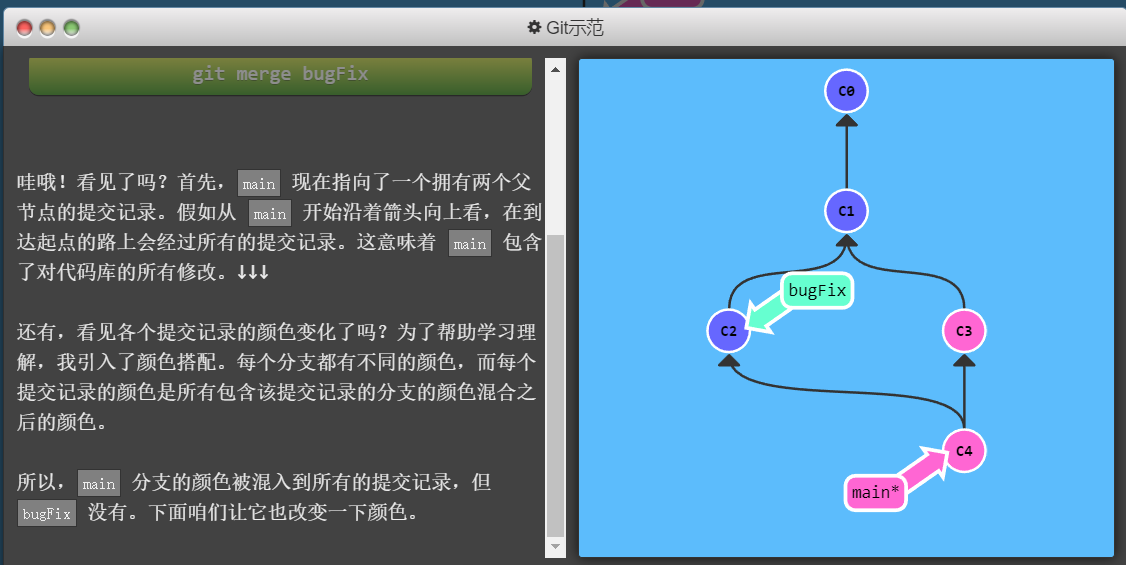 Git示范
git merge bugFix
哇哦！看见了吗？首先，main 现在指向了一个拥有两个父
节点的提交记录。假如从 main 开始沿着箭头向上看，在到
达起点的路上会经过所有的提交记录。这意味着 main 包含
了对代码库的所有修改。↓↓↓
还有，看见各个提交记录的颜色变化了吗？为了帮助学习理
解，我引入了颜色搭配。每个分支都有不同的颜色，而每个
提交记录的颜色是所有包含该提交记录的分支的颜色混合之
后的颜色。
所以，main 分支的颜色被混入到所有的提交记录，但
bugFix 没有。下面咱们让它也改变一下颜色。
C0
C1
bugFix
C2
C3
C4
main*